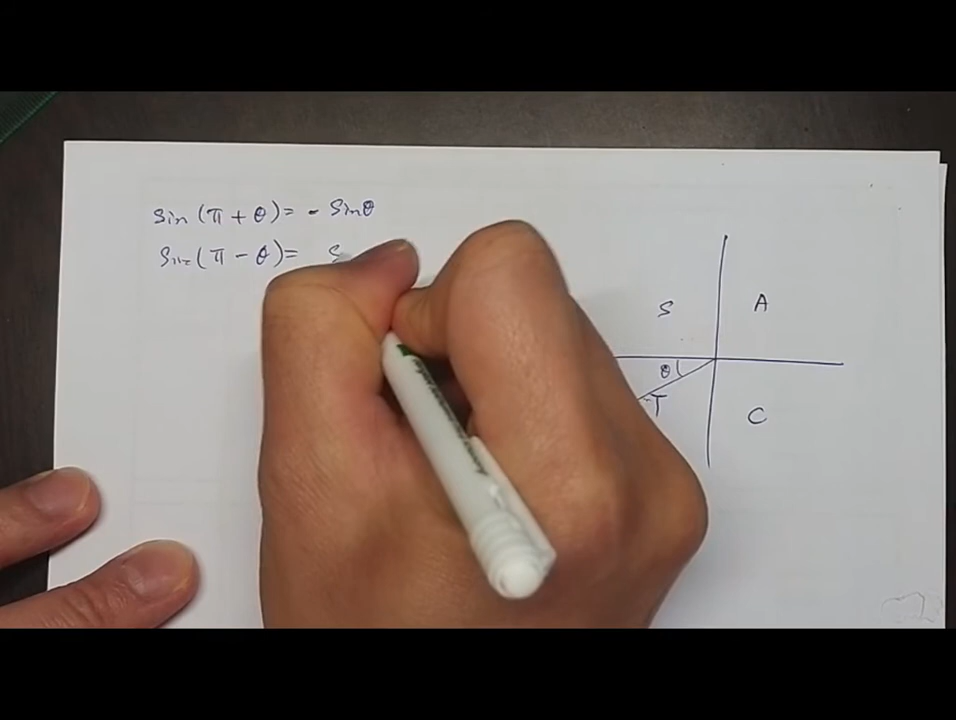 sin (π + θ) = - sinθ
sin (π - θ) = s
S A
θ
T C